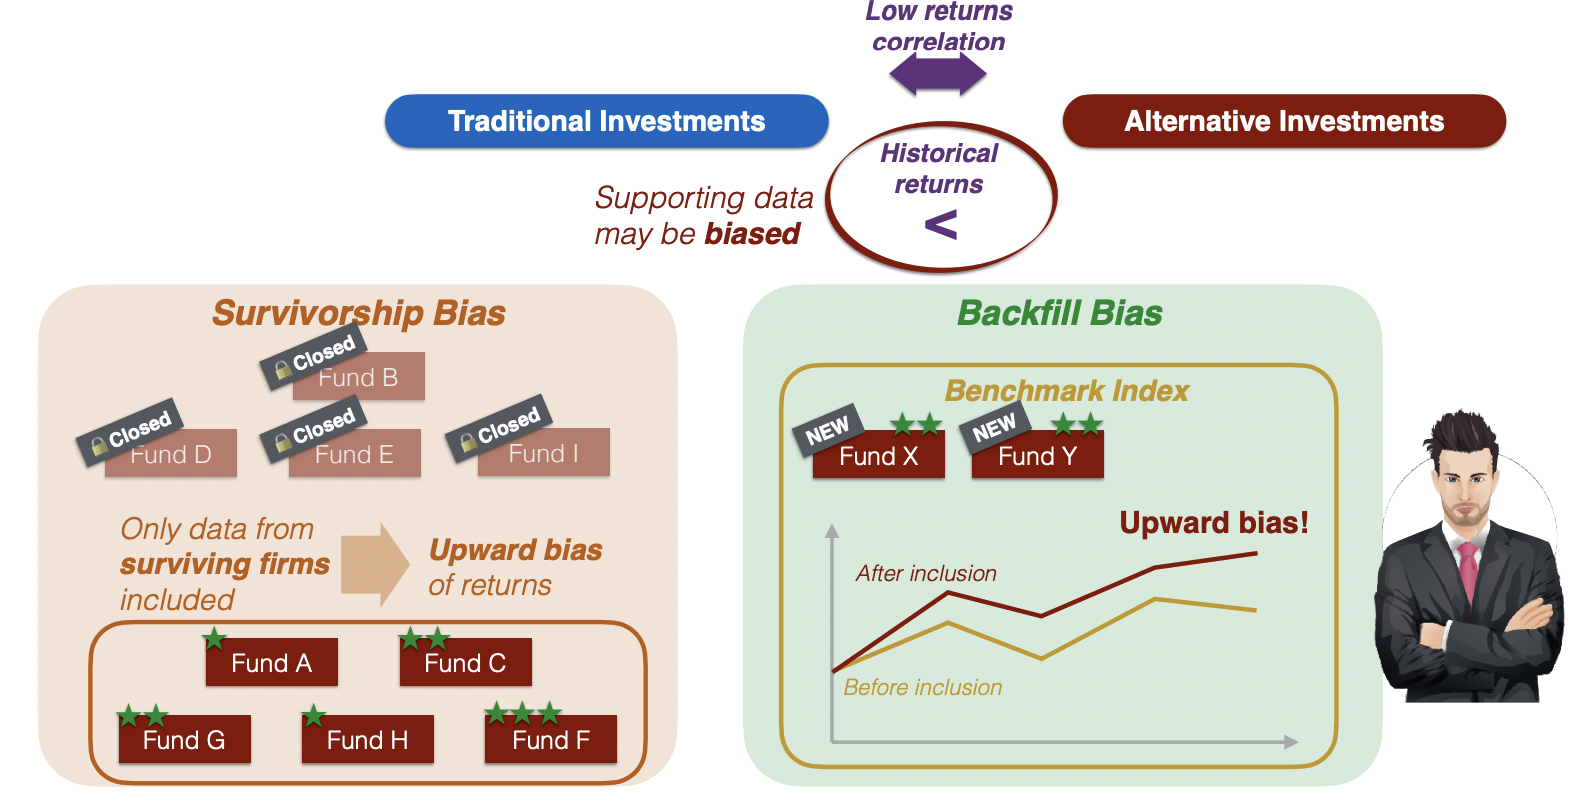 Low returns
correlation
Traditional Investments
Alternative Investments
Historical
returns
<
Supporting data
may be biased
Survivorship Bias
Closed
Fund B
Closed
Fund D
Closed
Fund E
Closed
Fund I
Only data from
surviving firms
included
Upward bias
of returns
Fund A
Fund C
Fund G
Fund H
Fund F
Backfill Bias
Benchmark Index
NEW
Fund X
NEW
Fund Y
Upward bias!
After inclusion
Before inclusion